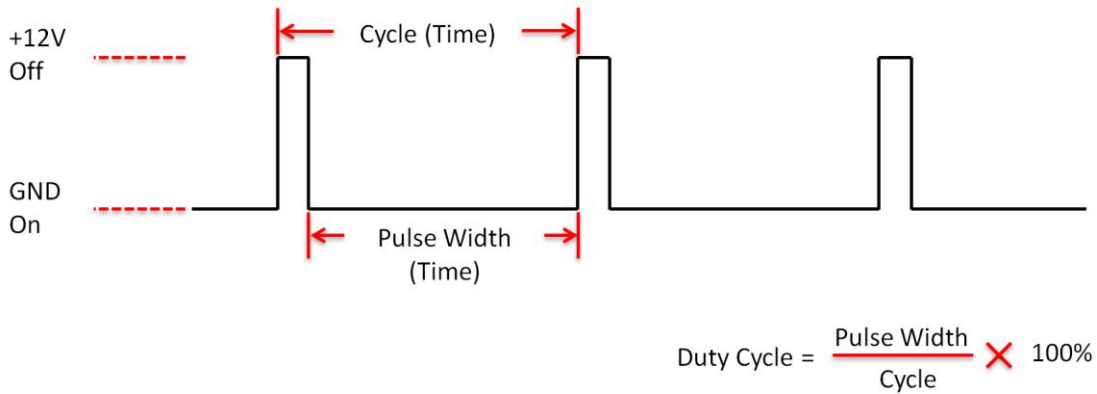 +12V
Off
Cycle (Time)
GND
On
Pulse Width
(Time)
Duty Cycle = Pulse Width
Cycle
× 100%